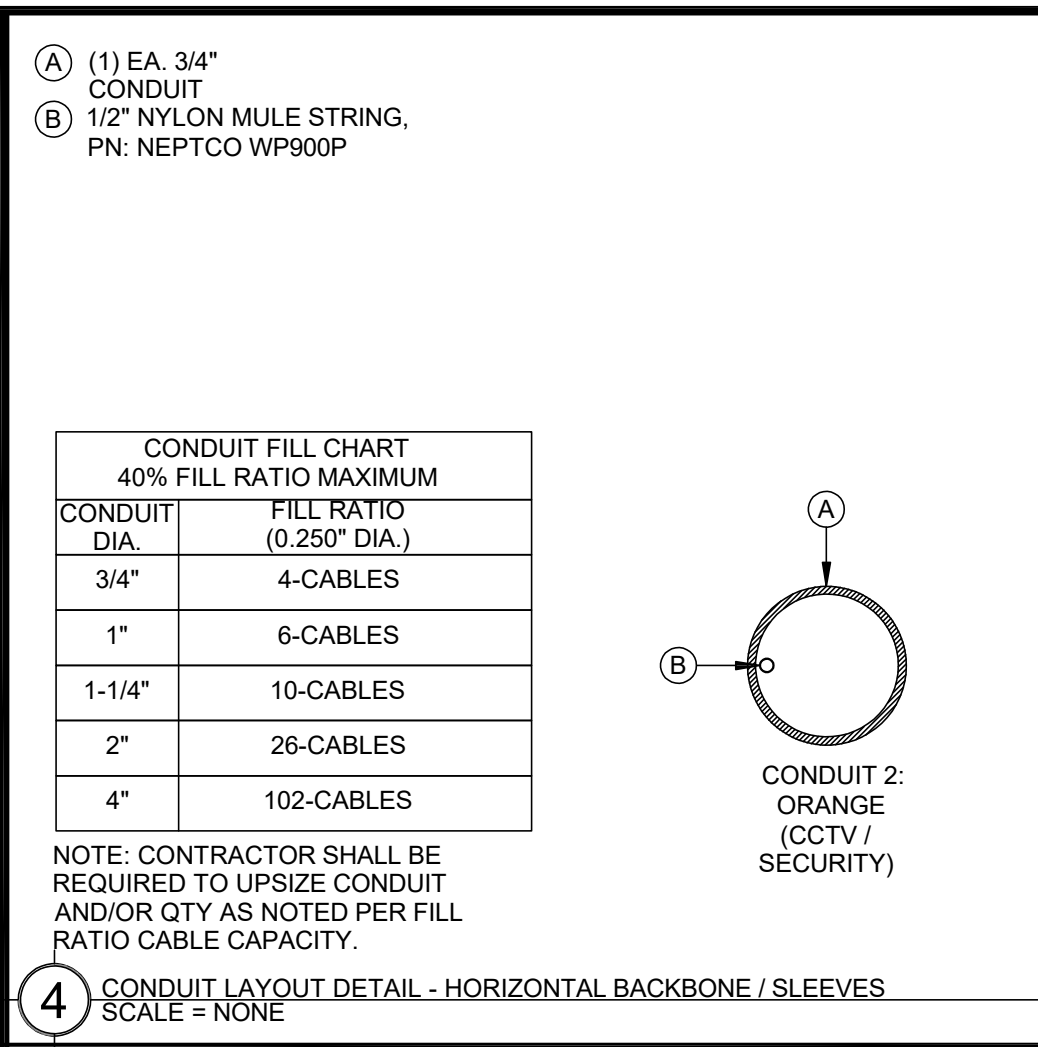 A (1) EA. 3/4"
CONDUIT
B 1/2" NYLON MULE STRING,
PN: NEPTCO WP900P
CONDUIT FILL CHART
40% FILL RATIO MAXIMUM
CONDUIT DIA. FILL RATIO (0.250" DIA.)
3/4" 4-CABLES
1" 6-CABLES
1-1/4" 10-CABLES
2" 26-CABLES
4" 102-CABLES
NOTE: CONTRACTOR SHALL BE
REQUIRED TO UPSIZE CONDUIT
AND/OR QTY AS NOTED PER FILL
RATIO CABLE CAPACITY.
A
B
CONDUIT 2:
ORANGE
(CCTV /
SECURITY)
4 CONDUIT LAYOUT DETAIL - HORIZONTAL BACKBONE / SLEEVES
SCALE = NONE